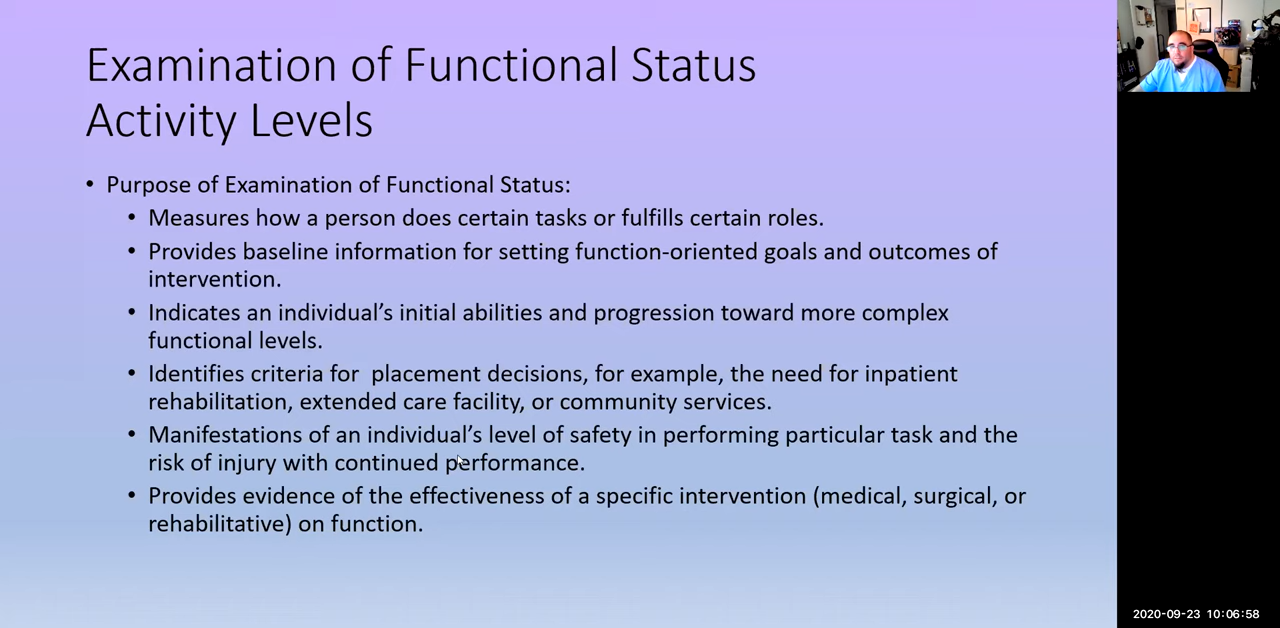 Examination of Functional Status
Activity Levels
• Purpose of Examination of Functional Status:
• Measures how a person does certain tasks or fulfills certain roles.
• Provides baseline information for setting function-oriented goals and outcomes of
intervention.
• Indicates an individual’s initial abilities and progression toward more complex
functional levels.
• Identifies criteria for  placement decisions, for example, the need for inpatient
rehabilitation, extended care facility, or community services.
• Manifestations of an individual’s level of safety in performing particular task and the
risk of injury with continued performance.
• Provides evidence of the effectiveness of a specific intervention (medical, surgical, or
rehabilitative) on function.
2020-09-23 10:06:58